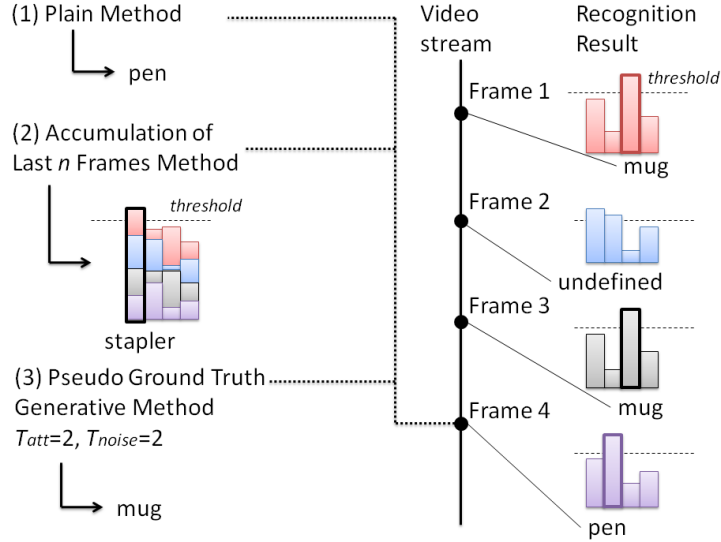 (1) Plain Method
pen
(2) Accumulation of
Last n Frames Method
threshold
stapler
(3) Pseudo Ground Truth
Generative Method
Tatt=2, Tnoise=2
mug
Video
stream
Recognition
Result
Frame 1
threshold
mug
Frame 2
undefined
Frame 3
mug
Frame 4
pen